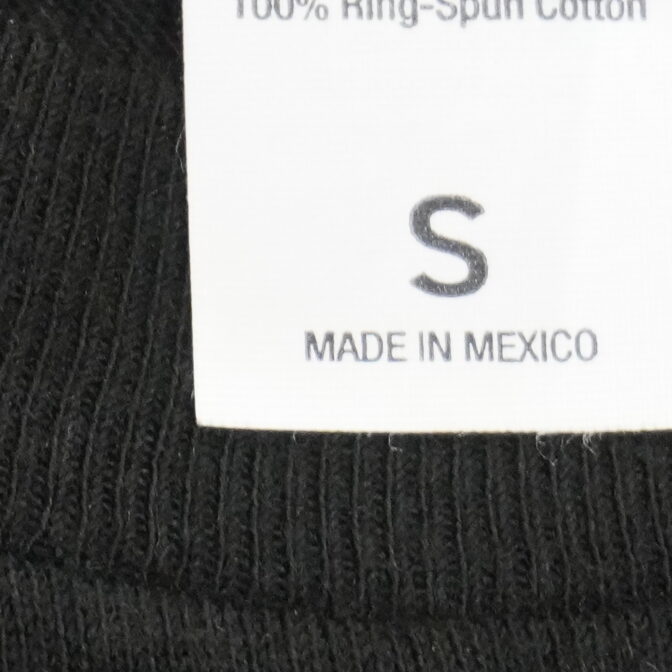 100% Ring-Spun Cotton
S
MADE IN MEXICO